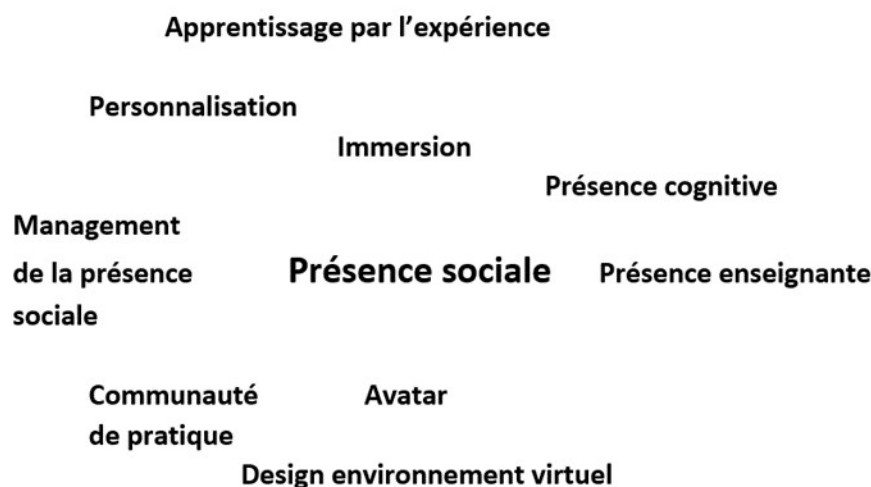 Apprentissage par l’expérience
Personnalisation
Immersion
Présence cognitive
Management
de la présence
sociale
Présence sociale
Présence enseignante
Communauté
de pratique
Avatar
Design environnement virtuel